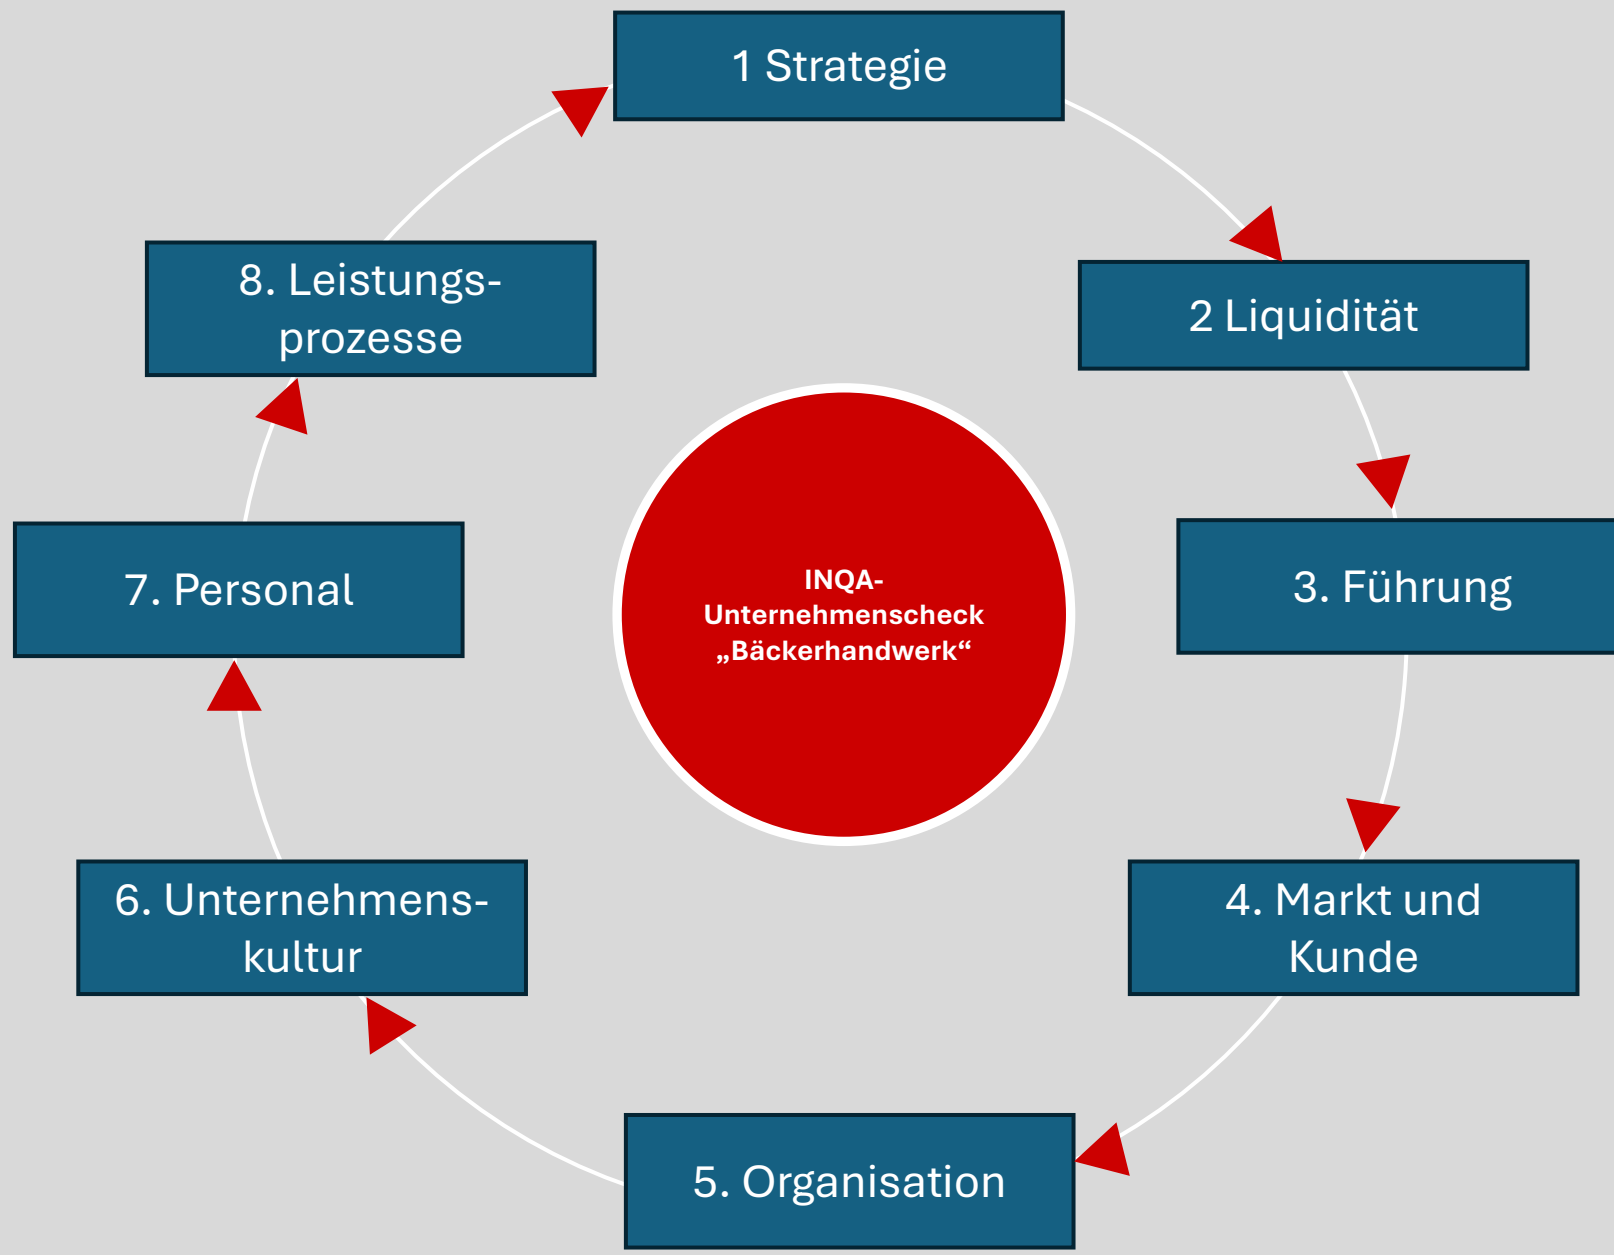 1 Strategie
2 Liquidität
3. Führung
4. Markt und
Kunde
5. Organisation
6. Unternehmens-
kultur
7. Personal
8. Leistungs-
prozesse
INQA-
Unternehmenscheck
„Bäckerhandwerk“